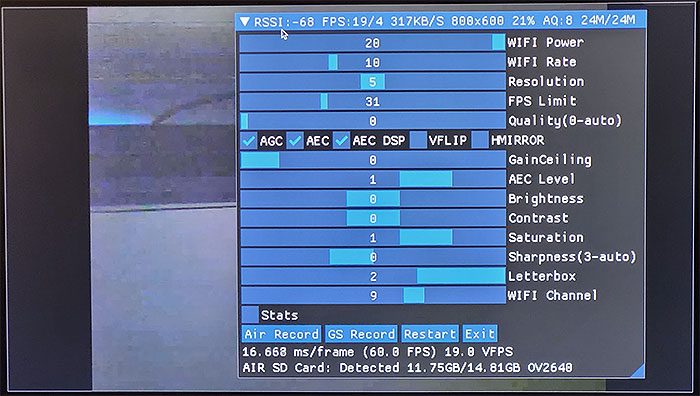 ▼ RSSI:-68 FPS:19/4 317KB/S 800x600 21% AQ:8 24M/24M
20 WIFI Power
10 WIFI Rate
5 Resolution
31 FPS Limit
0 Quality(0-auto)
AGC AEC AEC DSP VFLIP HMIRROR
0 GainCeiling
1 AEC Level
0 Brightness
0 Contrast
1 Saturation
0 Sharpness(3-auto)
2 Letterbox
9 WIFI Channel
Stats
Air Record GS Record Restart Exit
16.668 ms/frame (60.0 FPS) 19.0 VFPS
AIR SD Card: Detected 11.75GB/14.81GB OV2640